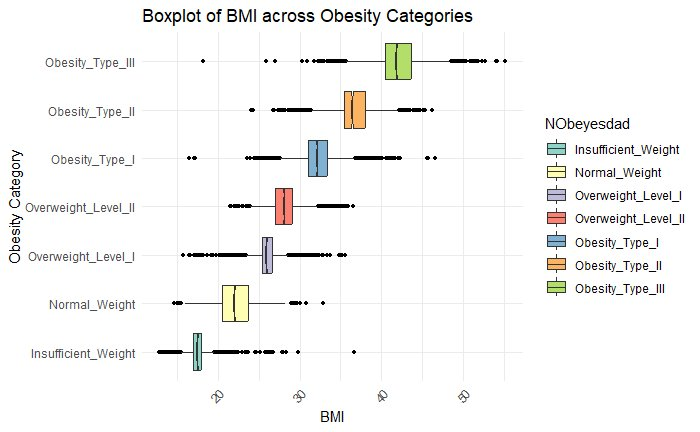 Boxplot of BMI across Obesity Categories
Obesity Category
Obesity_Type_III
Obesity_Type_II
Obesity_Type_I
Overweight_Level_II
Overweight_Level_I
Normal_Weight
Insufficient_Weight
20
30
40
50
BMI
NObeyesdad
Insufficient_Weight
Normal_Weight
Overweight_Level_I
Overweight_Level_II
Obesity_Type_I
Obesity_Type_II
Obesity_Type_III